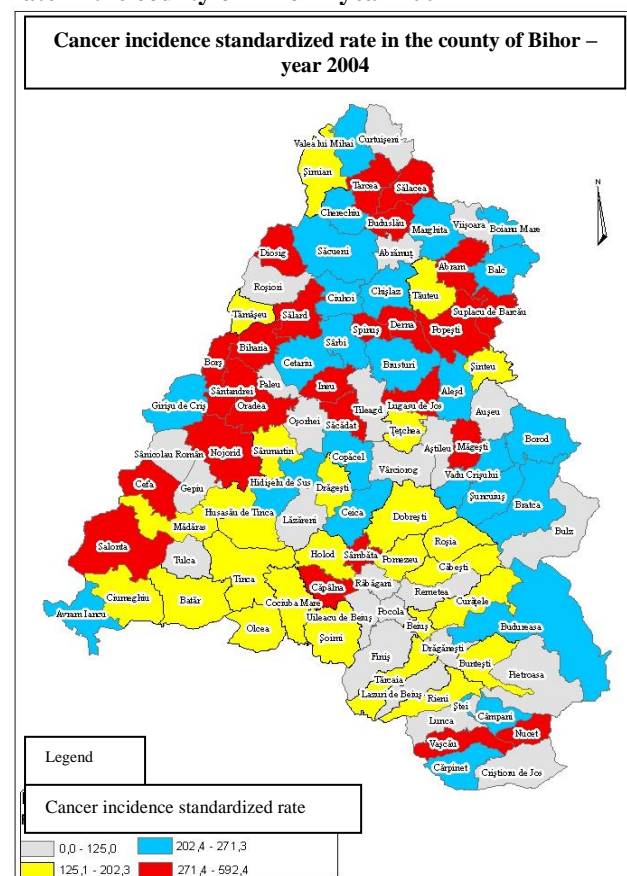 Cancer incidence standardized rate in the county of Bihor –
year 2004
N
Curtuişeni
Valea lui Mihai
Şimian
Tarcea
Sălacea
Cherechiu
Buduslău
Marghita
Viişoara
Boianu Mare
Diosig
Săcueni
Abrămuţ
Abram
Balc
Roşiori
Ciuhoi
Chişlaz
Tăuteu
Tămăşeu
Sălard
Spinuş
Derna
Popeşti
Suplacu de Barcău
Biharia
Sârbi
Borş
Cetariu
Brusturi
Şinteu
Sântandrei
Paleu
Ineu
Aleşd
Girişu de Criş
Oradea
Tileagd
Lugasu de Jos
Auşeu
Oşorhei
Săcădat
Ţeţchea
Borod
Sânicolau Român
Nojorid
Sânmartin
Copăcel
Aştileu
Măgeşti
Vârciorog
Vadu Crişului
Cefa
Gepiu
Hidişelu de Sus
Drăgeşti
Şuncuiuş
Bratca
Husasău de Tinca
Lăzăreni
Ceica
Dobreşti
Mădăras
Bulz
Salonta
Tulca
Holod
Sâmbăta
Pomezeu
Roşia
Tinca
Căpâlna
Răbăgani
Căbeşti
Ciumeghiu
Batăr
Cociuba Mare
Remetea
Curăţele
Avram Iancu
Olcea
Uileacu de Beiuş
Pocola
Beiuş
Budureasa
Şoimi
Drăgăneşti
Finiş
Bunteşti
Pietroasa
Tărcaia
Lazuri de Beiuş
Rieni
Ştei
Lunca
Câmpani
Vaşcău
Nucet
Cărpinet
Criştioru de Jos
Legend
Cancer incidence standardized rate
0,0 - 125,0
202,4 - 271,3
125,1 - 202,3
271,4 - 592,4